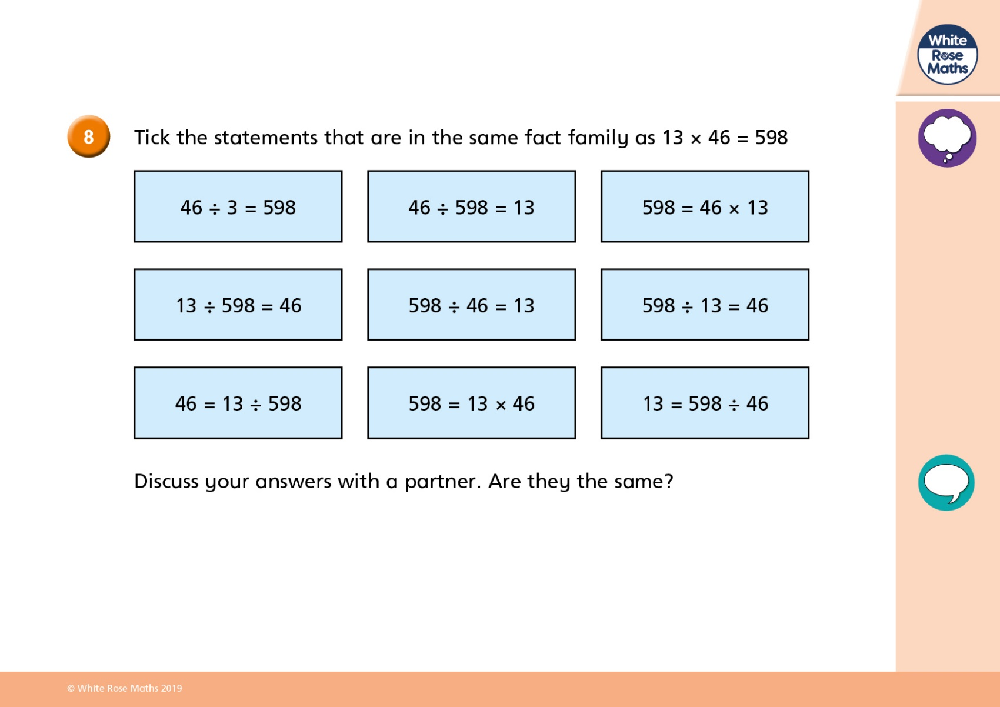 White
Rose
Maths
8 Tick the statements that are in the same fact family as 13 × 46 = 598
46 ÷ 3 = 598
46 ÷ 598 = 13
598 = 46 × 13
13 ÷ 598 = 46
598 ÷ 46 = 13
598 ÷ 13 = 46
46 = 13 ÷ 598
598 = 13 × 46
13 = 598 ÷ 46
Discuss your answers with a partner. Are they the same?
© White Rose Maths 2019